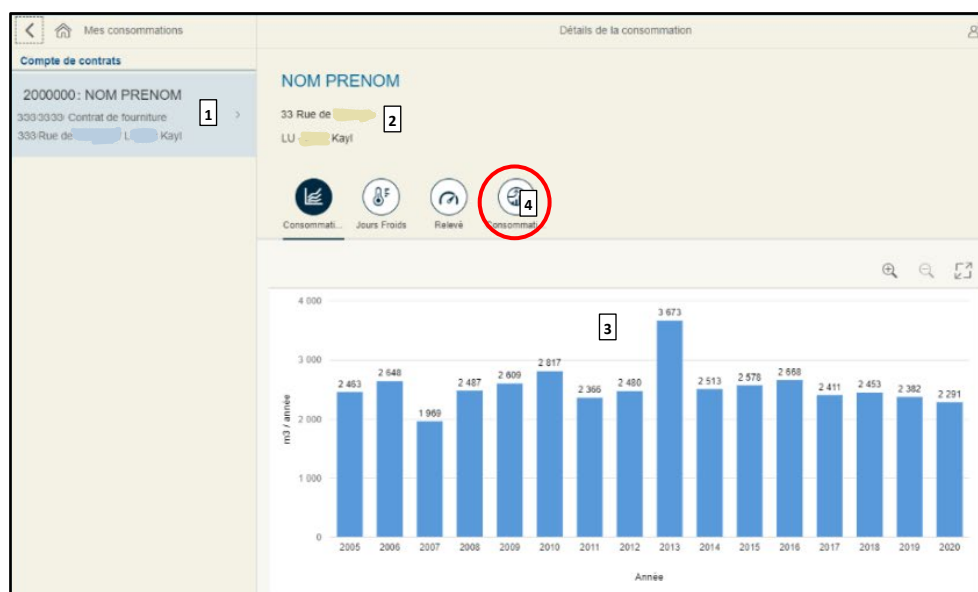 Mes consommations
Détails de la consommation
Compte de contrats
2000000: NOM PRENOM
333·3333· Contrat de fourniture
333·Rue de L Kayl
1
NOM PRENOM
33 Rue de
LU - Kayl
2
Consommati...
Jours Froids
Relevé
Consommati...
4
3
4 000
3 000
2 000
1 000
0
m3 / année
2 463
2 648
1 969
2 487
2 609
2 817
2 366
2 480
3 673
2 513
2 578
2 668
2 411
2 453
2 382
2 291
2005 2006 2007 2008 2009 2010 2011 2012 2013 2014 2015 2016 2017 2018 2019 2020
Année